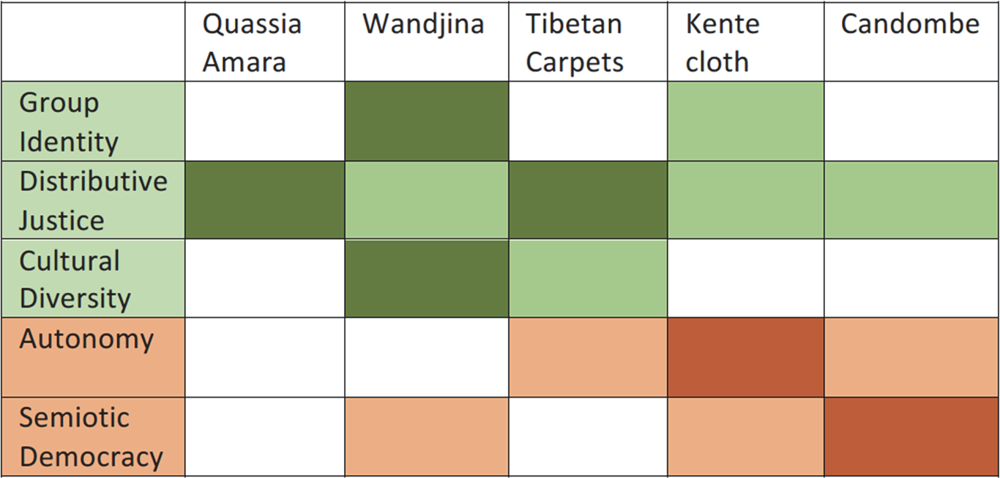 Quassia
Amara
Wandjina
Tibetan
Carpets
Kente
cloth
Candombe
Group
Identity
Distributive
Justice
Cultural
Diversity
Autonomy
Semiotic
Democracy